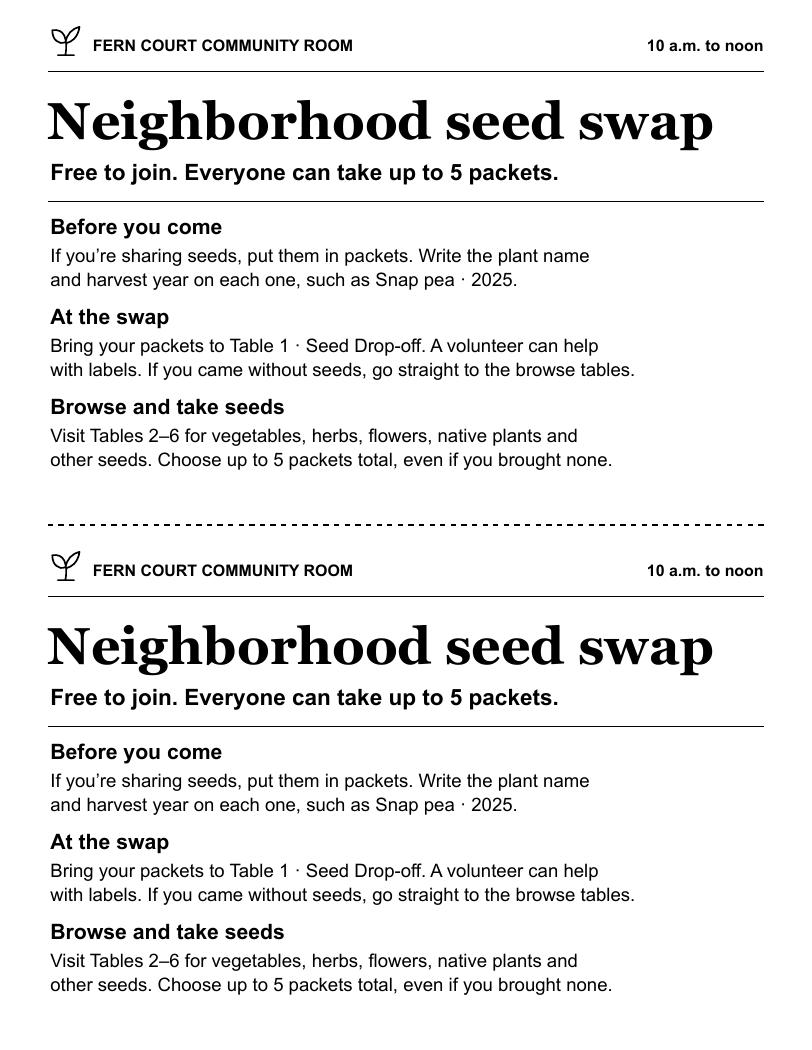 FERN COURT COMMUNITY ROOM 10 a.m. to noon
Neighborhood seed swap
Free to join. Everyone can take up to 5 packets.
Before you come
If you’re sharing seeds, put them in packets. Write the plant name
and harvest year on each one, such as Snap pea · 2025.
At the swap
Bring your packets to Table 1 · Seed Drop-off. A volunteer can help
with labels. If you came without seeds, go straight to the browse tables.
Browse and take seeds
Visit Tables 2–6 for vegetables, herbs, flowers, native plants and
other seeds. Choose up to 5 packets total, even if you brought none.
FERN COURT COMMUNITY ROOM 10 a.m. to noon
Neighborhood seed swap
Free to join. Everyone can take up to 5 packets.
Before you come
If you’re sharing seeds, put them in packets. Write the plant name
and harvest year on each one, such as Snap pea · 2025.
At the swap
Bring your packets to Table 1 · Seed Drop-off. A volunteer can help
with labels. If you came without seeds, go straight to the browse tables.
Browse and take seeds
Visit Tables 2–6 for vegetables, herbs, flowers, native plants and
other seeds. Choose up to 5 packets total, even if you brought none.